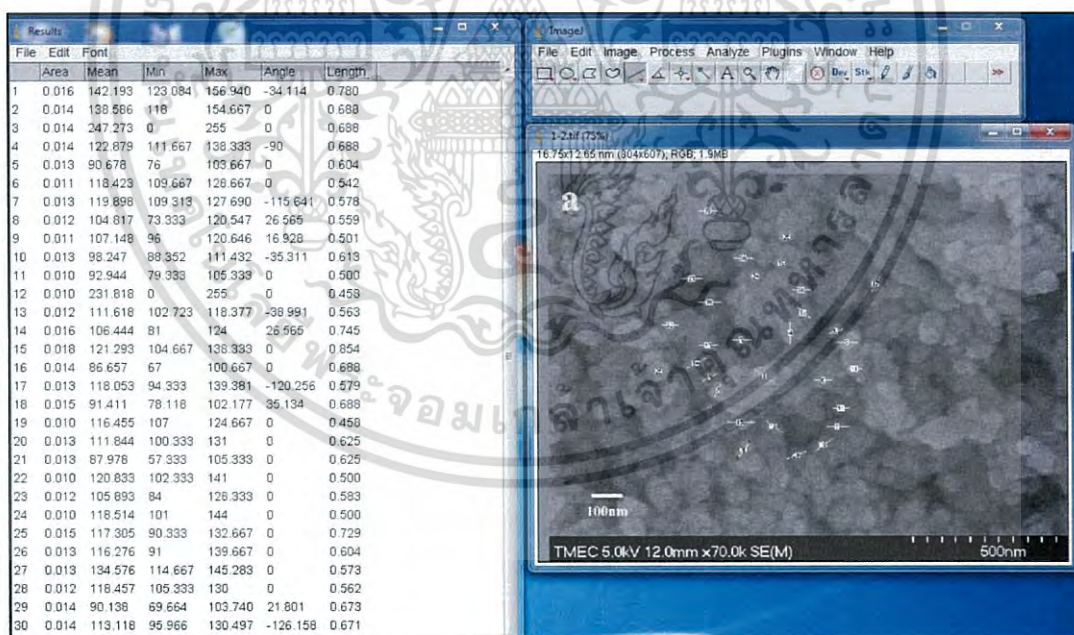 Results
File Edit Font
Area Mean Min Max Angle Length
1 0.016 142.193 123.084 156.940 -34.114 0.780
2 0.014 138.586 118 154.667 0 0.688
3 0.014 247.273 0 255 0 0.688
4 0.014 122.879 111.667 138.333 -90 0.688
5 0.013 90.678 76 103.667 0 0.604
6 0.011 118.423 109.667 128.667 0 0.542
7 0.013 119.898 109.313 127.690 -115.641 0.578
8 0.012 104.817 73.333 120.547 26.565 0.559
9 0.011 107.148 96 120.646 16.928 0.501
10 0.013 98.247 88.352 111.432 -35.311 0.613
11 0.010 92.944 79.333 105.333 0 0.500
12 0.010 231.818 0 255 0 0.458
13 0.012 111.618 102.723 118.377 -38.991 0.563
14 0.016 106.444 81 124 26.565 0.745
15 0.018 121.293 104.667 138.333 0 0.854
16 0.014 86.657 67 100.667 0 0.688
17 0.013 118.053 94.333 139.381 -120.256 0.579
18 0.015 91.411 78.118 102.177 35.134 0.688
19 0.010 116.455 107 124.667 0 0.458
20 0.013 111.844 100.333 131 0 0.625
21 0.013 87.978 57.333 105.333 0 0.625
22 0.010 120.833 102.333 141 0 0.500
23 0.012 105.893 84 126.333 0 0.583
24 0.010 118.514 101 144 0 0.500
25 0.015 117.305 90.333 132.667 0 0.729
26 0.013 116.276 91 139.667 0 0.604
27 0.013 134.576 114.667 145.283 0 0.573
28 0.012 118.457 105.333 130 0 0.562
29 0.014 90.138 69.664 103.740 21.801 0.673
30 0.014 113.118 95.966 130.497 -126.158 0.671
ImageJ
File Edit Image Process Analyze Plugins Window Help
A Dev Stk >>
1-2.tif (75%)
16.75x12.65 nm (804x607); RGB; 1.9MB
a
100nm
TMEC 5.0kV 12.0mm x70.0k SE(M) 500nm